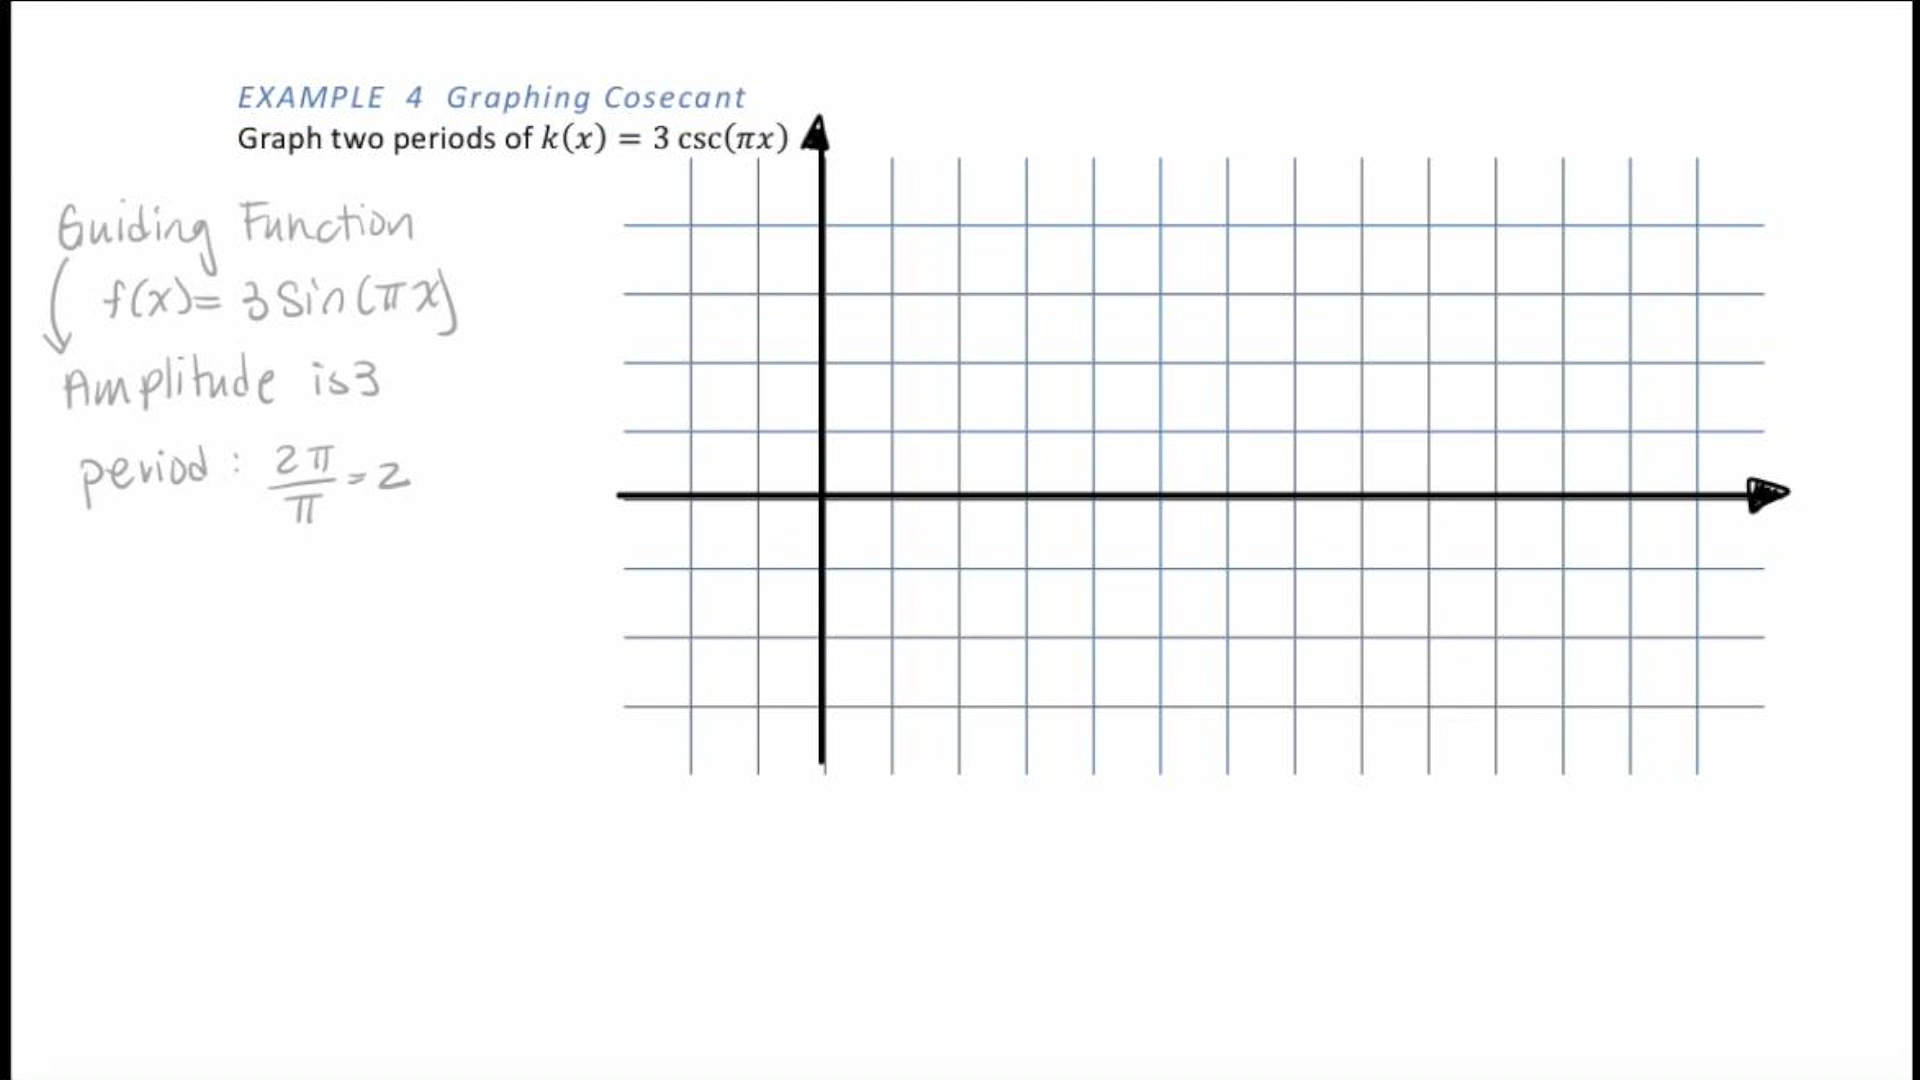 EXAMPLE 4 Graphing Cosecant
Graph two periods of k(x) = 3 csc(πx)
Guiding Function
f(x)= 3 Sin(πx)
Amplitude is 3
period : 2π/π = 2